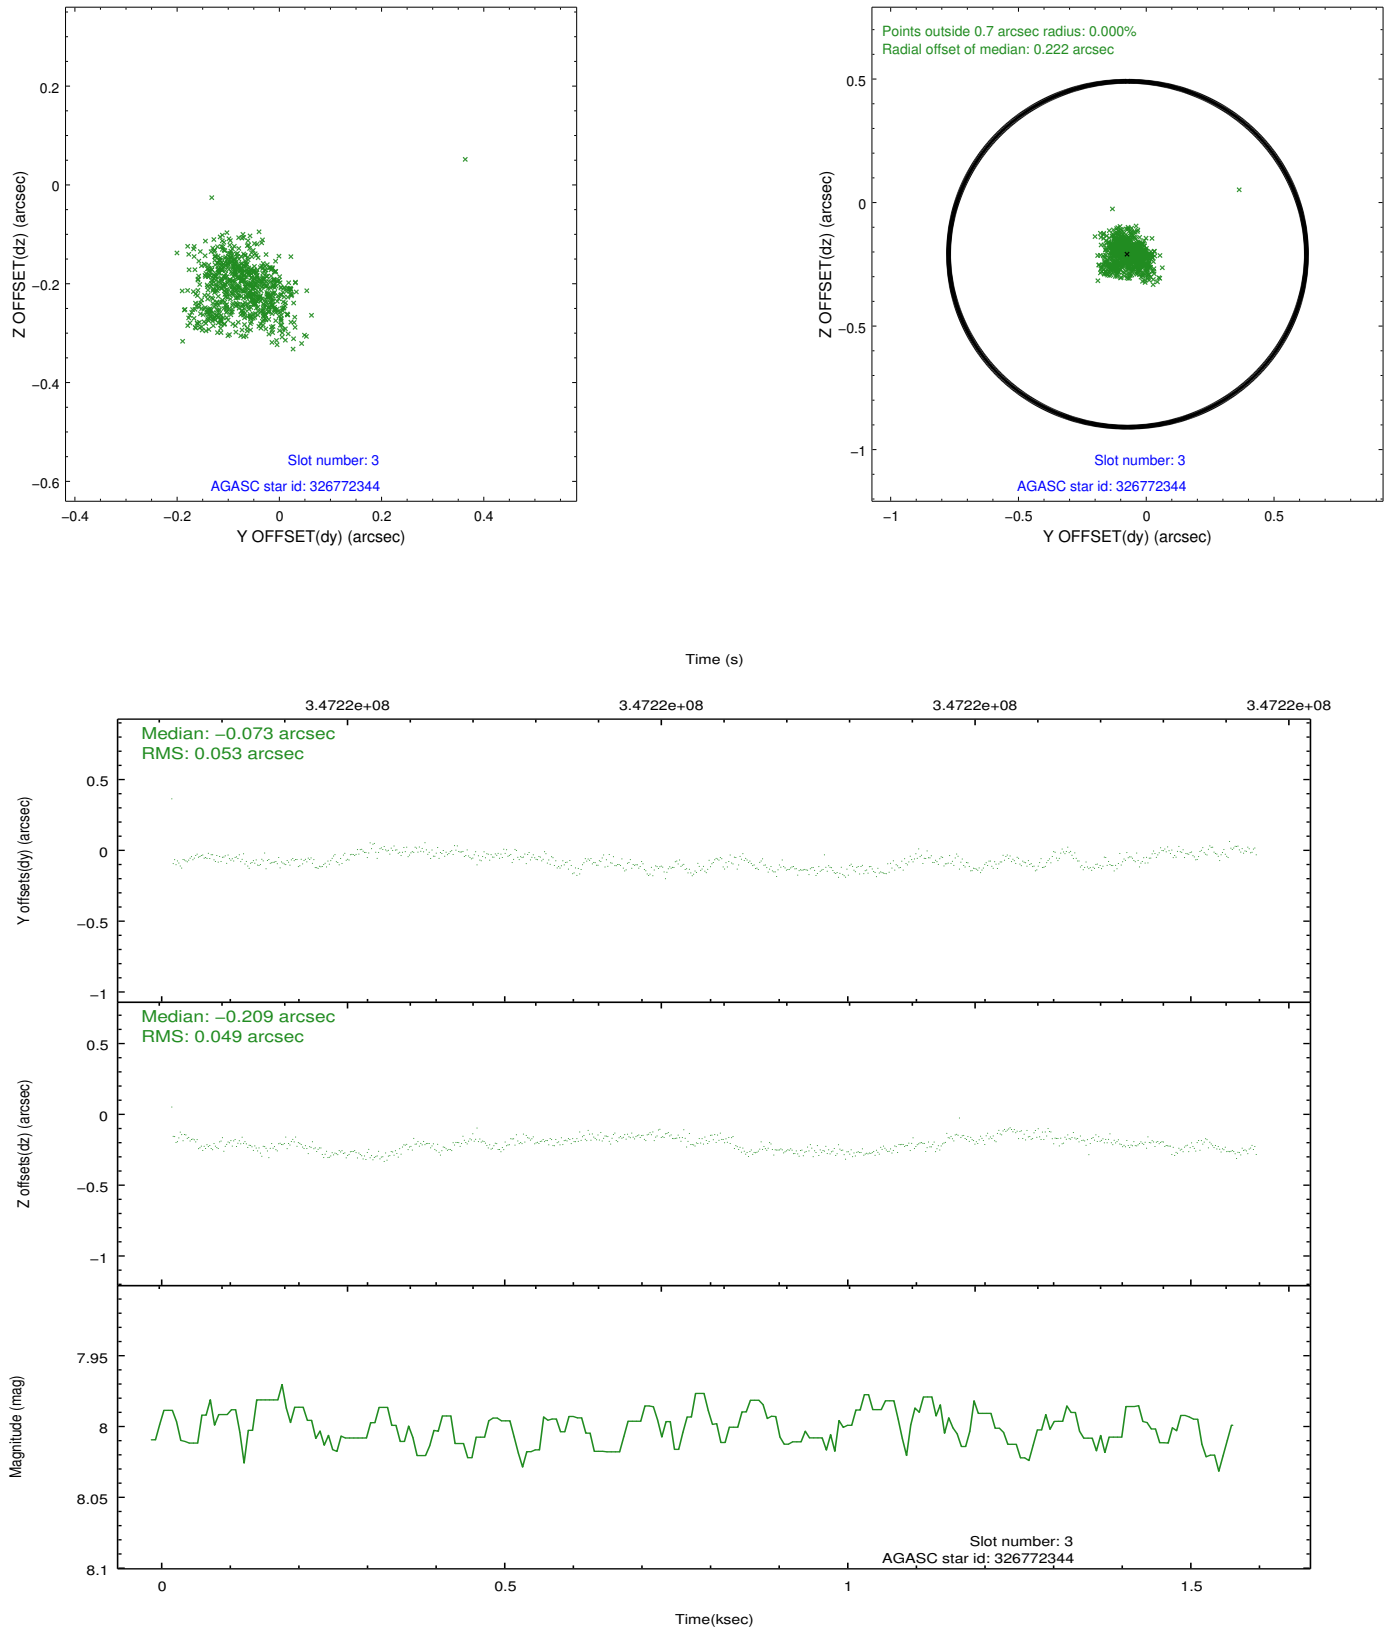 Points outside 0.7 arcsec radius: 0.000%
Radial offset of median: 0.222 arcsec
0.2
0
−0.2
−0.4
−0.6
Z OFFSET(dz) (arcsec)
Slot number: 3
AGASC star id: 326772344
−0.4
−0.2
0
0.2
0.4
Y OFFSET(dy) (arcsec)
0.5
0
−0.5
−1
Z OFFSET(dz) (arcsec)
Slot number: 3
AGASC star id: 326772344
−1
−0.5
0
0.5
Y OFFSET(dy) (arcsec)
Time (s)
3.4722e+08
3.4722e+08
3.4722e+08
3.4722e+08
Median: −0.073 arcsec
RMS: 0.053 arcsec
0.5
0
−0.5
−1
Y offsets(dy) (arcsec)
Median: −0.209 arcsec
RMS: 0.049 arcsec
0.5
0
−0.5
−1
Z offsets(dz) (arcsec)
7.95
8
8.05
8.1
Magnitude (mag)
Slot number: 3
AGASC star id: 326772344
0
0.5
1
1.5
Time(ksec)